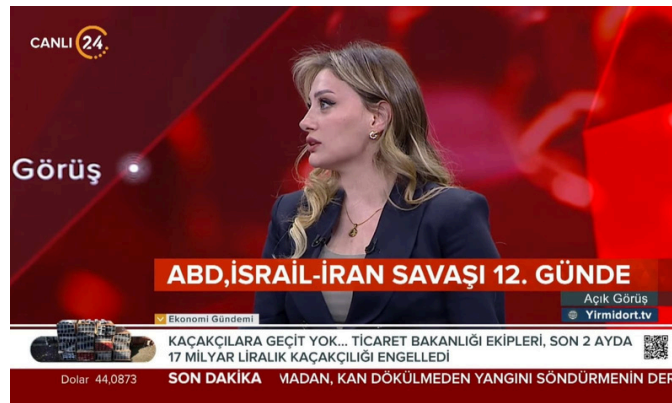 CANLI 24
Görüş
ABD,İSRAİL-İRAN SAVAŞI 12. GÜNDE
Açık Görüş
Ekonomi Gündemi
Yirmidort.tv
KAÇAKÇILARA GEÇİT YOK... TİCARET BAKANLIĞI EKİPLERİ, SON 2 AYDA
17 MİLYAR LİRALIK KAÇAKÇILIĞI ENGELLEDİ
Dolar 44,0873
SON DAKİKA MADAN, KAN DÖKÜLMEDEN YANGINI SÖNDÜRMENİN DER